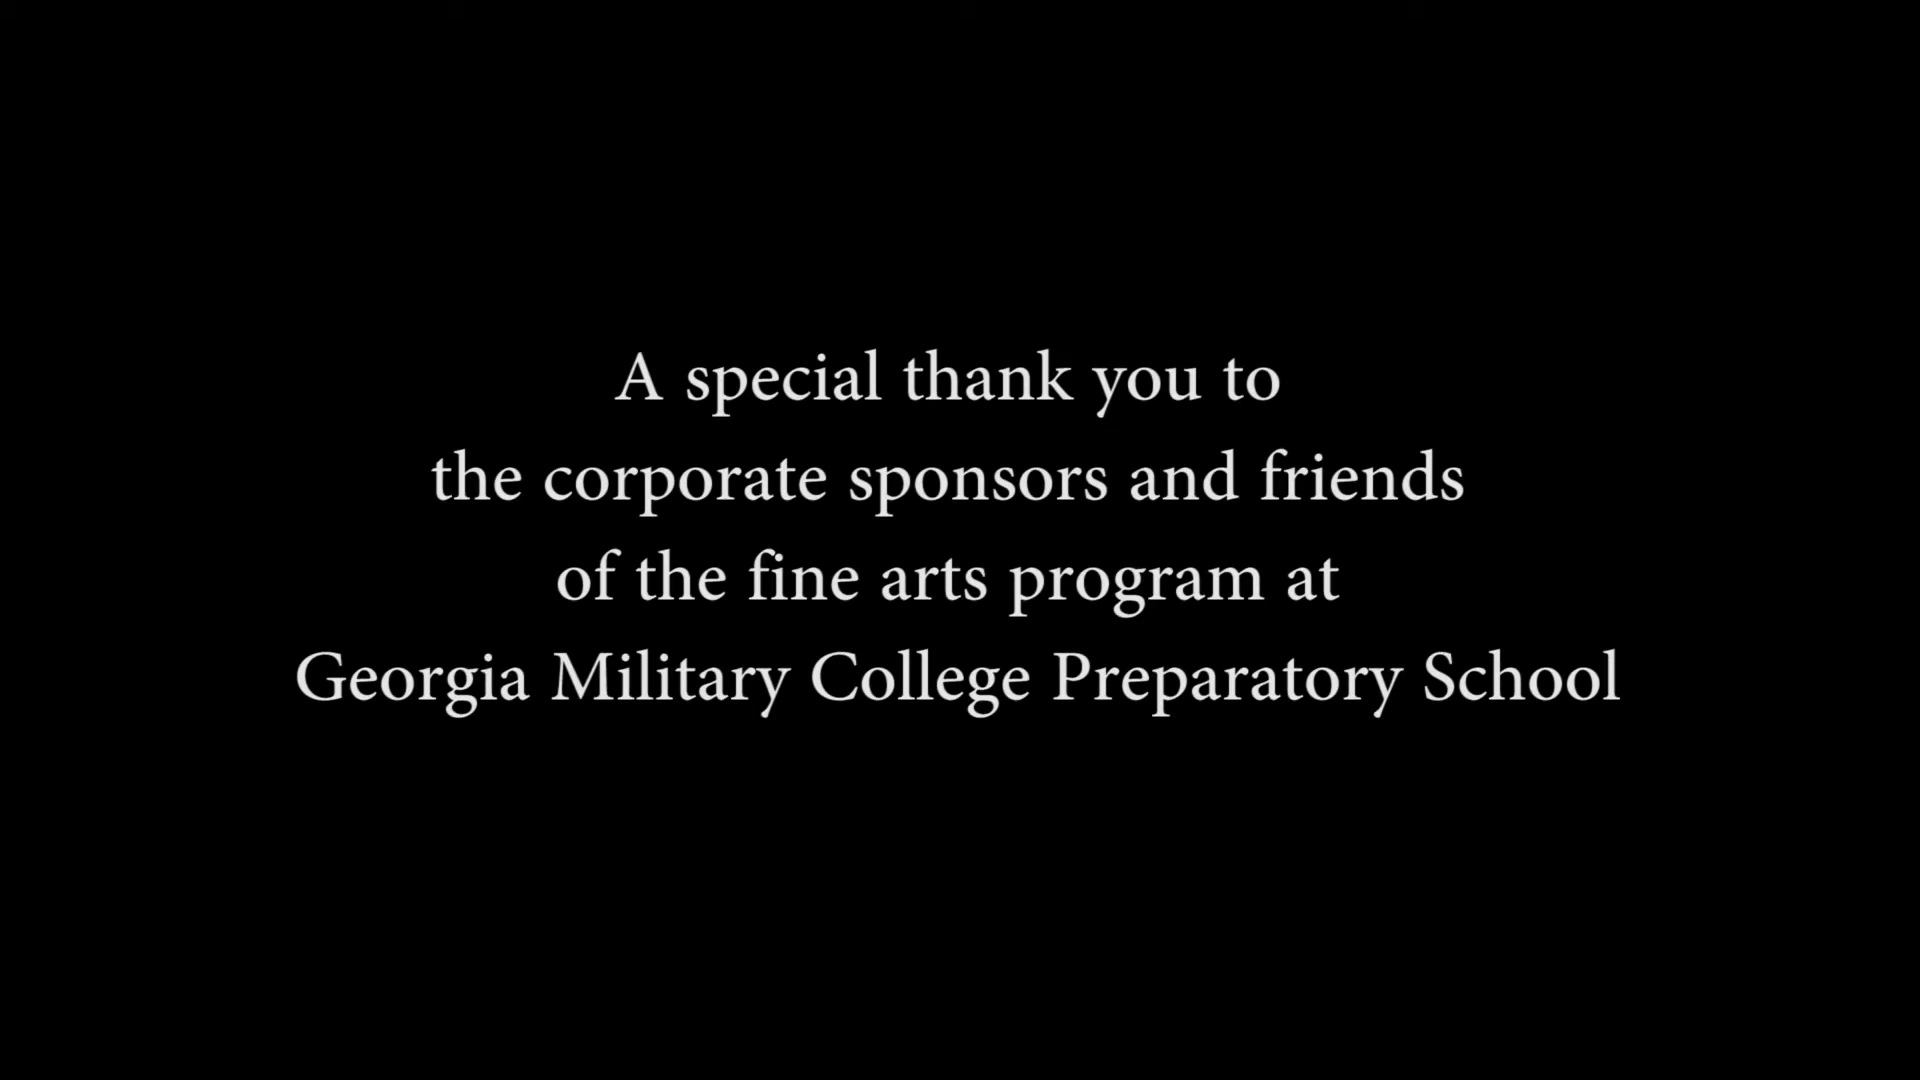 A special thank you to
the corporate sponsors and friends
of the fine arts program at
Georgia Military College Preparatory School